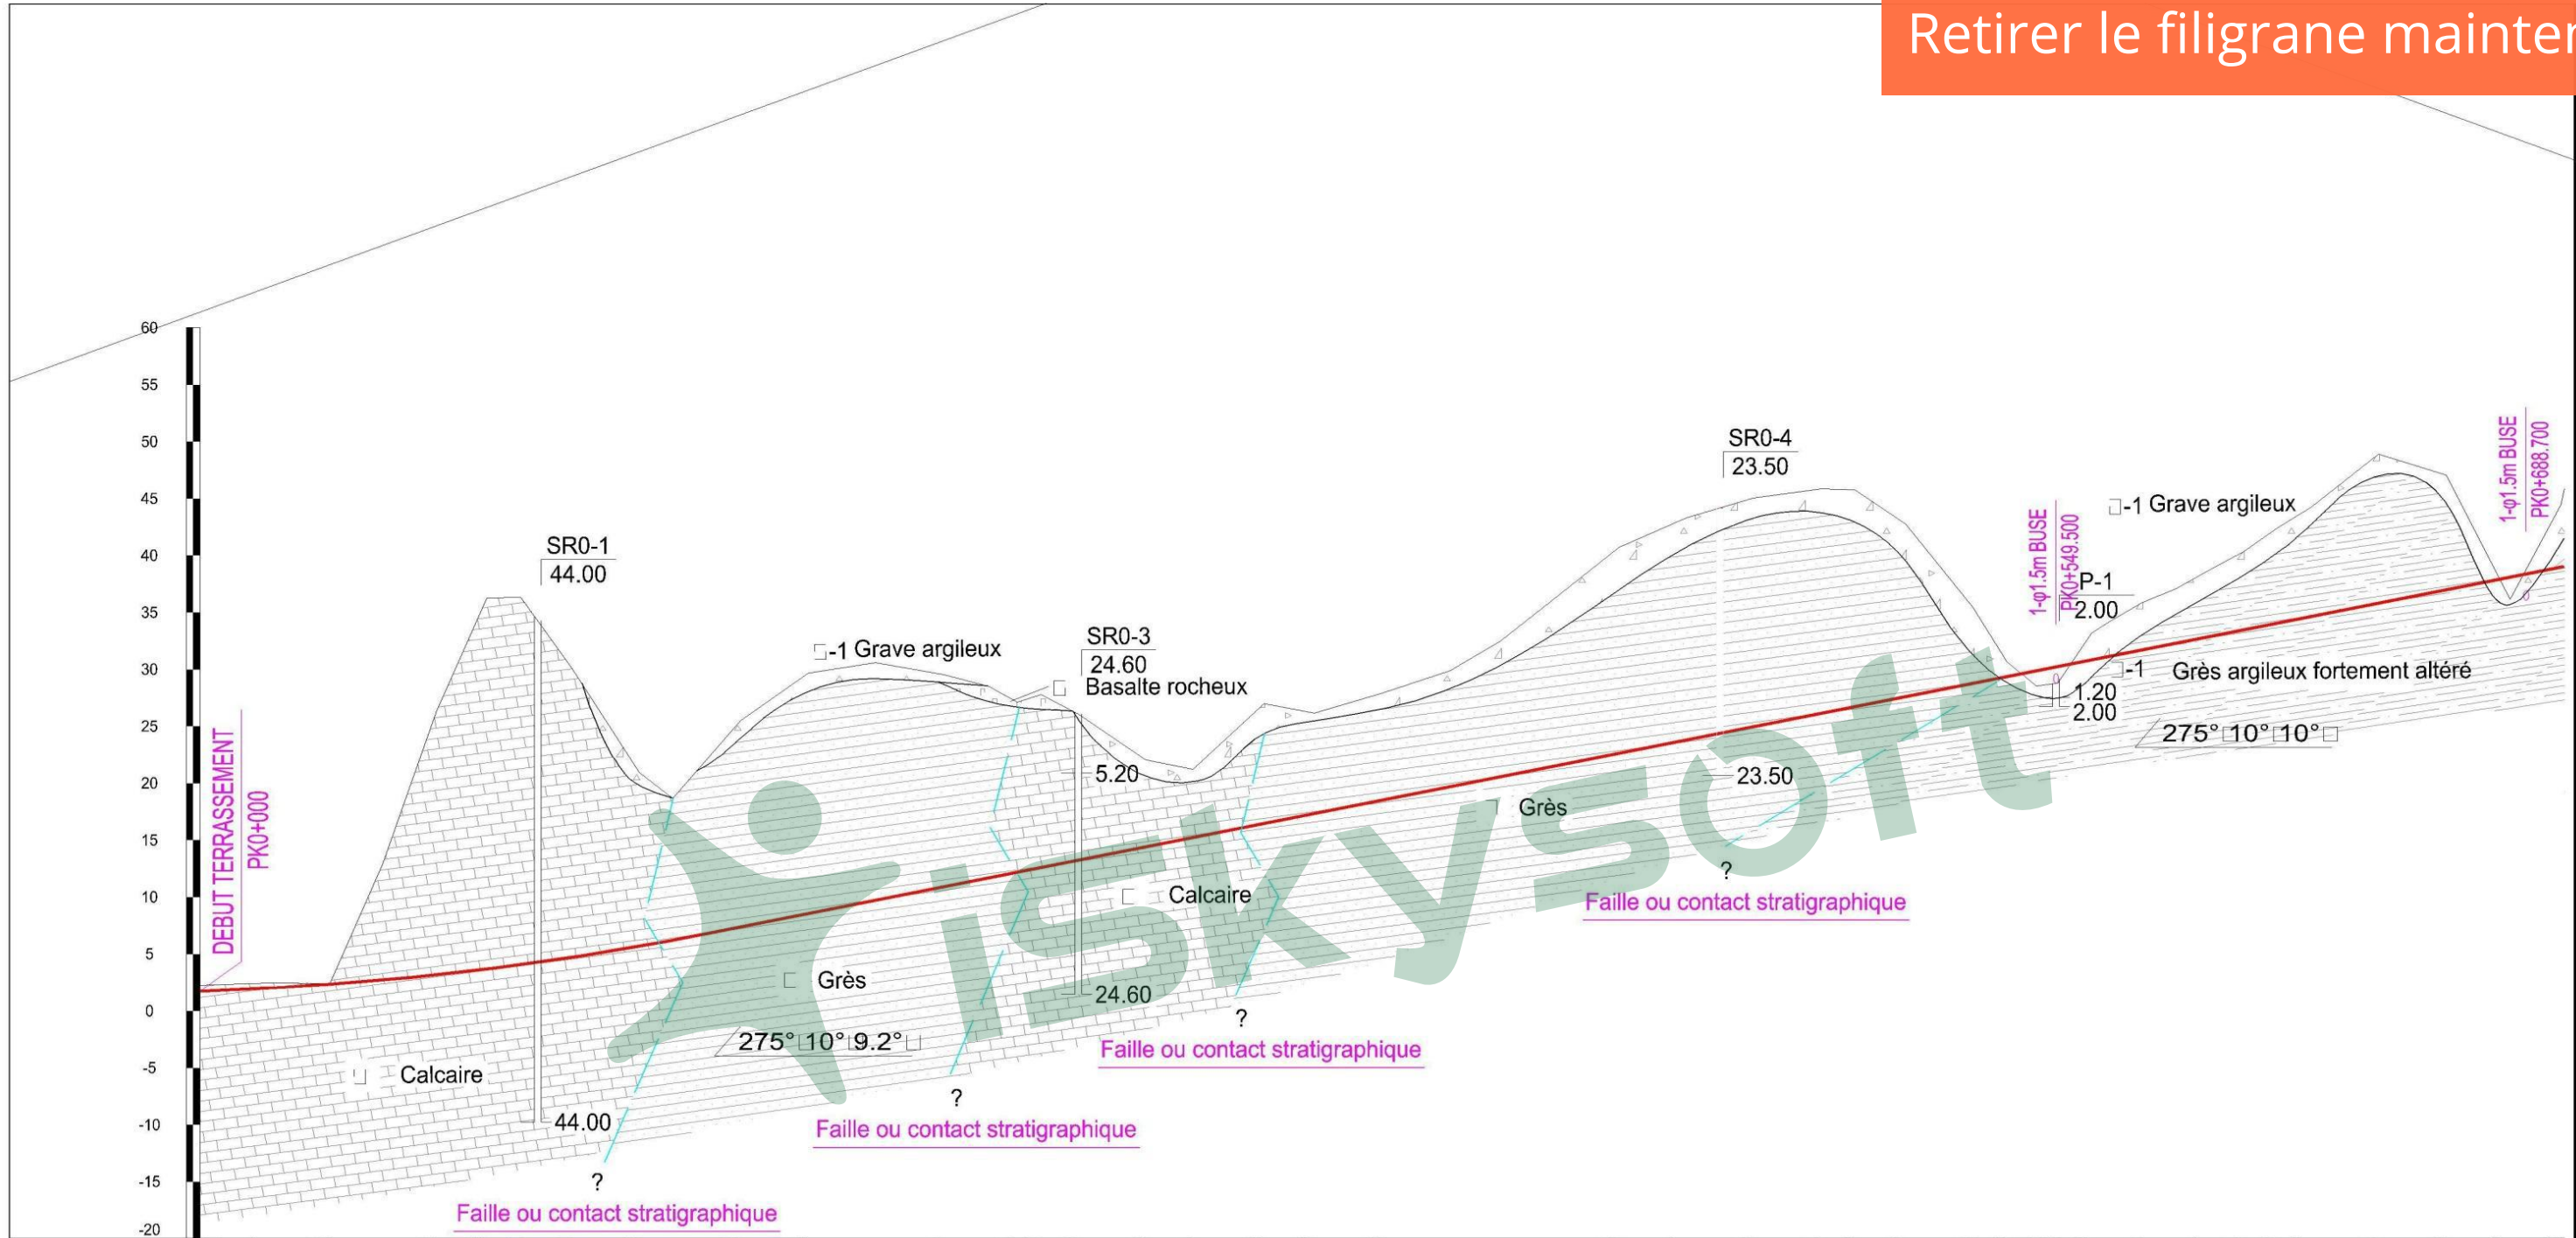 Retirer le filigrane mainten
60
55
50
45
40
35
30
25
20
15
10
5
0
-5
-10
-15
-20
DEBUT TERRASSEMENT
PK0+000
SR0-1
44.00
44.00
Calcaire
?
Faille ou contact stratigraphique
-1 Grave argileux
Grès
275° 10° 9.2°
?
Faille ou contact stratigraphique
SR0-3
24.60
Basalte rocheux
5.20
Calcaire
24.60
?
Faille ou contact stratigraphique
SR0-4
23.50
23.50
Grès
?
Faille ou contact stratigraphique
1-φ1.5m BUSE
PK0+549.500
P-1
2.00
1.20
2.00
-1 Grave argileux
-1 Grès argileux fortement altéré
275° 10° 10°
1-φ1.5m BUSE
PK0+688.700
iSkysoft